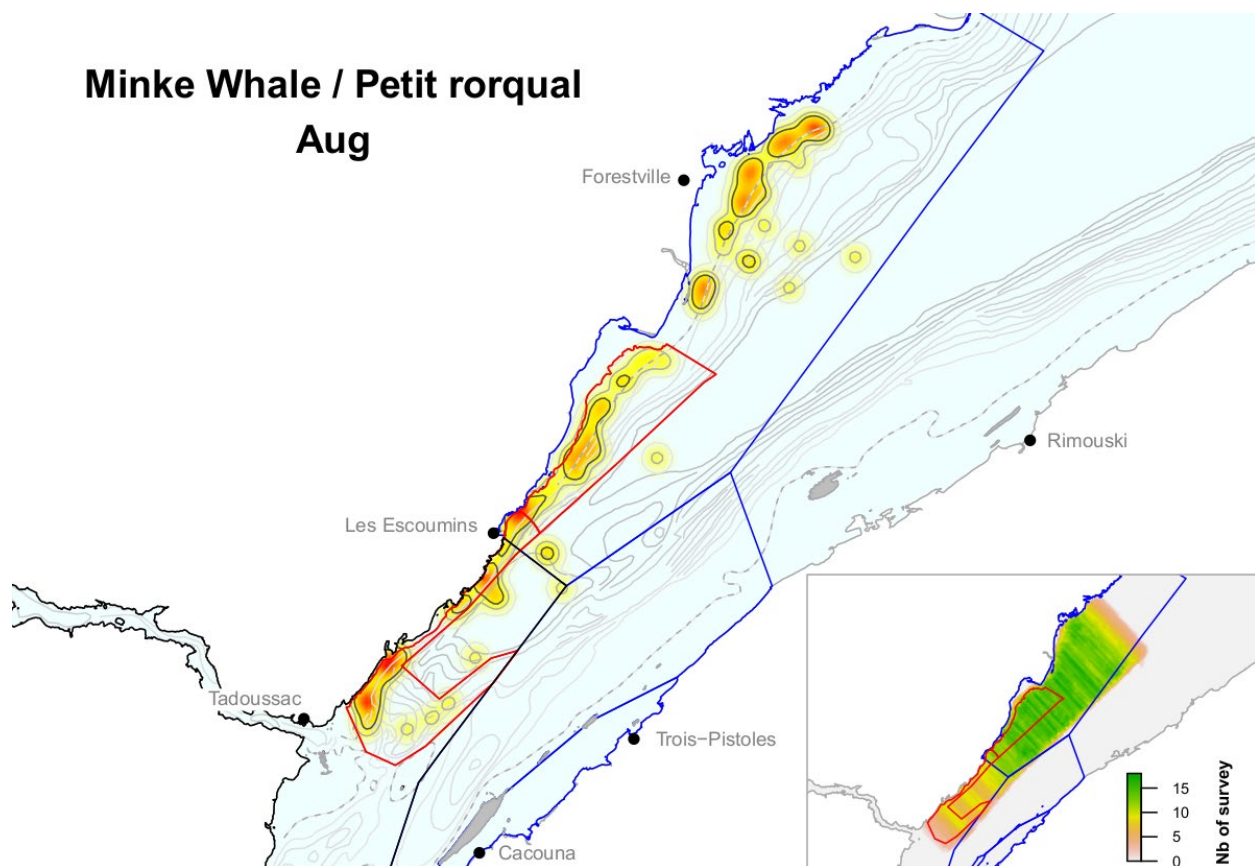 Minke Whale / Petit rorqual
Aug
Forestville
Rimouski
Les Escoumins
Tadoussac
Trois−Pistoles
Cacouna
15
10
5
0
Nb of survey